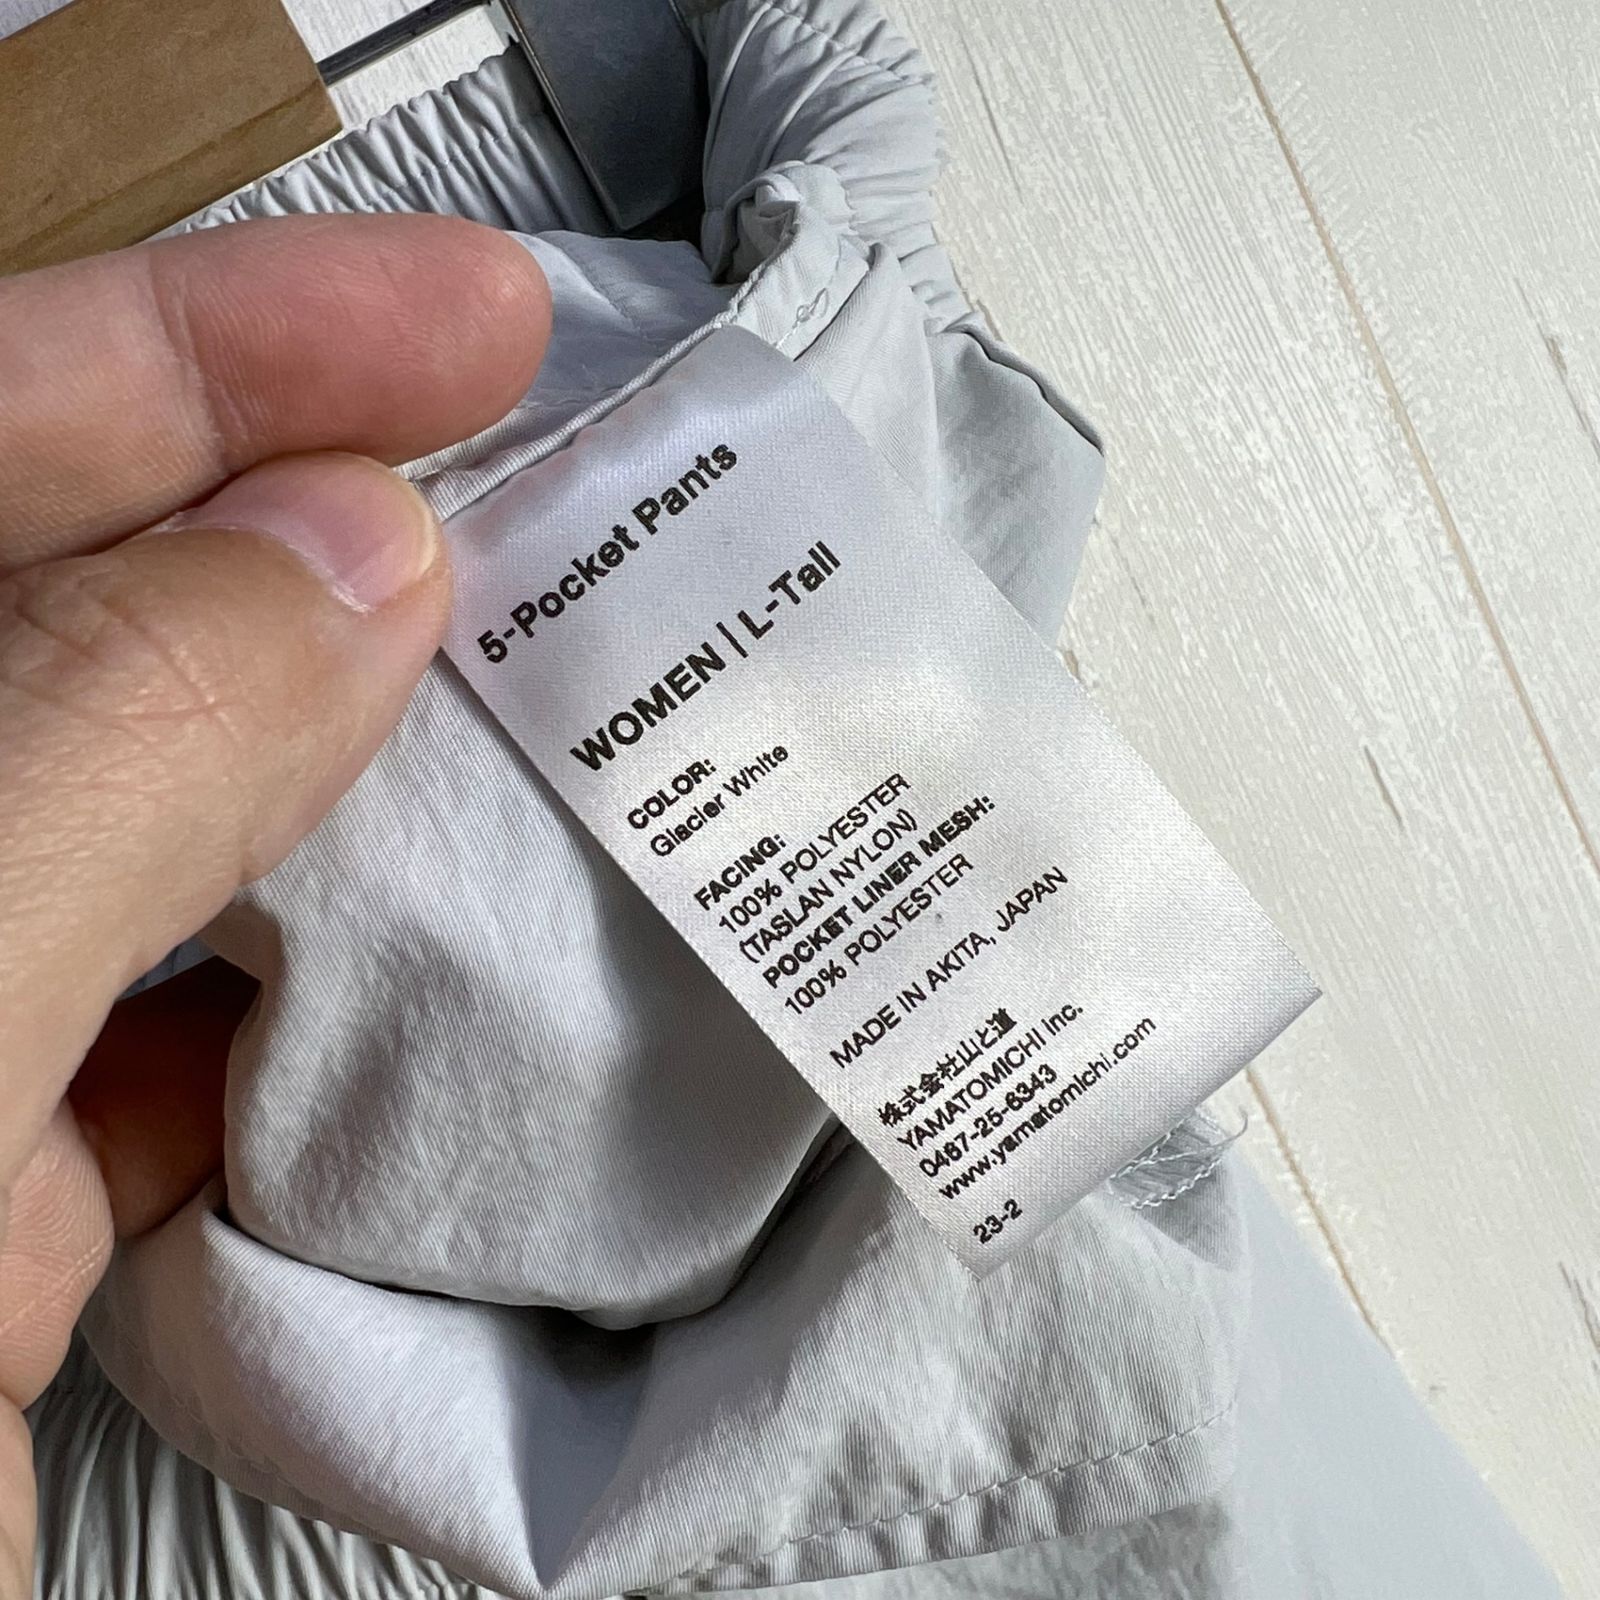 5-Pocket Pants
WOMEN | L-Tall
COLOR:
Glacier White
FACING:
100% POLYESTER
(TASLAN NYLON)
POCKET LINER MESH:
100% POLYESTER
MADE IN AKITA, JAPAN
株式会社山と道
YAMATOMICHI inc.
0467-25-6343
www.yamatomichi.com
23-2